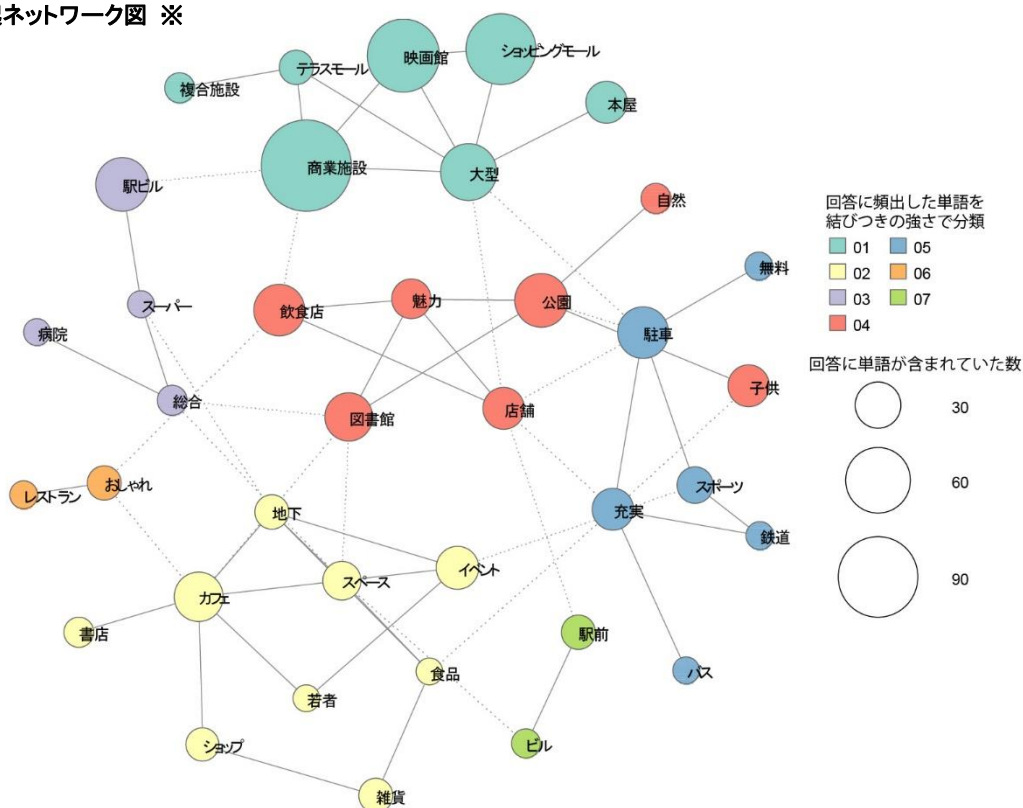 ネットワーク図 ※
ショッピングモール
映画館
テラスモール
複合施設
本屋
商業施設
大型
駅ビル
自然
無料
スーパー
飲食店
魅力
公園
駐車
病院
子供
総合
図書館
店舗
おしゃれ
レストラン
スポーツ
地下
充実
鉄道
イベント
スペース
カフェ
書店
駅前
食品
バス
若者
ショップ
ビル
雑貨
回答に頻出した単語を
結びつきの強さで分類
01 05
02 06
03 07
04
回答に単語が含まれていた数
30
60
90